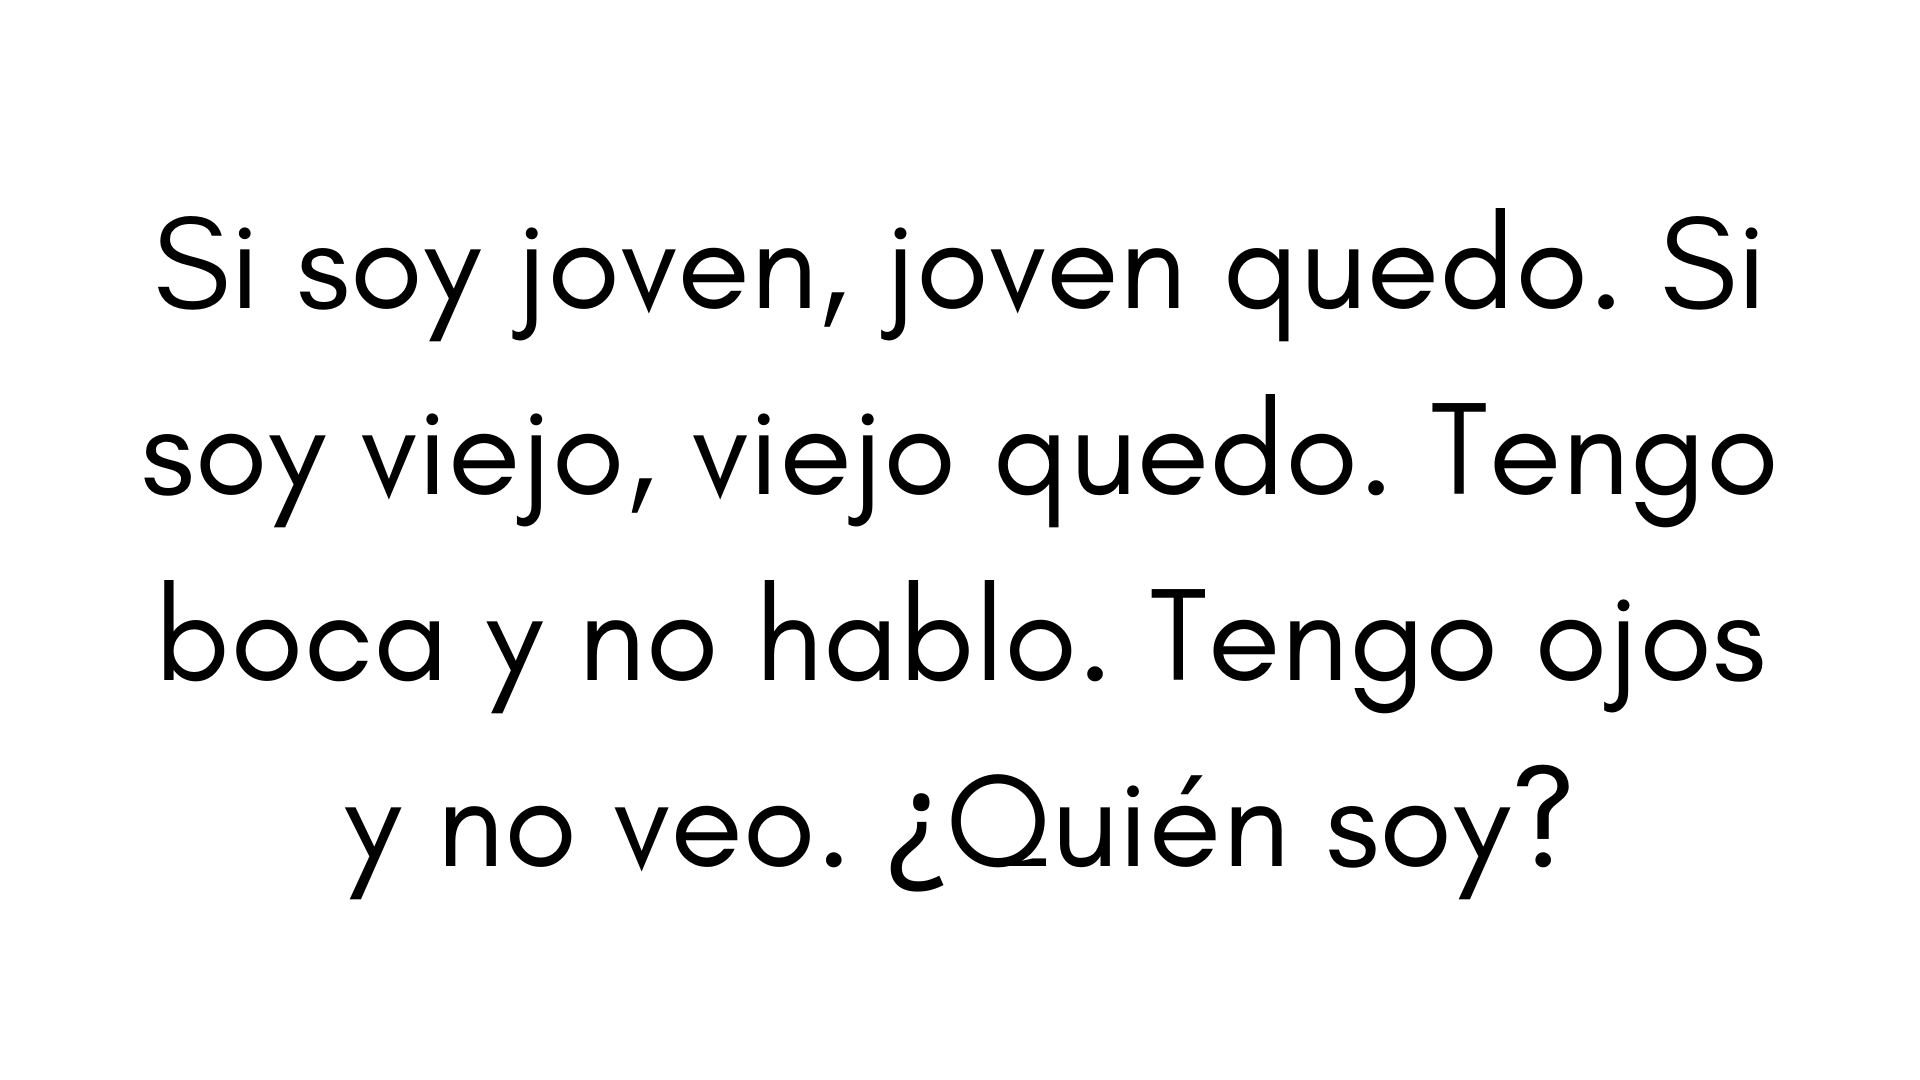 Si soy joven, joven quedo. Si
soy viejo, viejo quedo. Tengo
boca y no hablo. Tengo ojos
y no veo. ¿Quién soy?